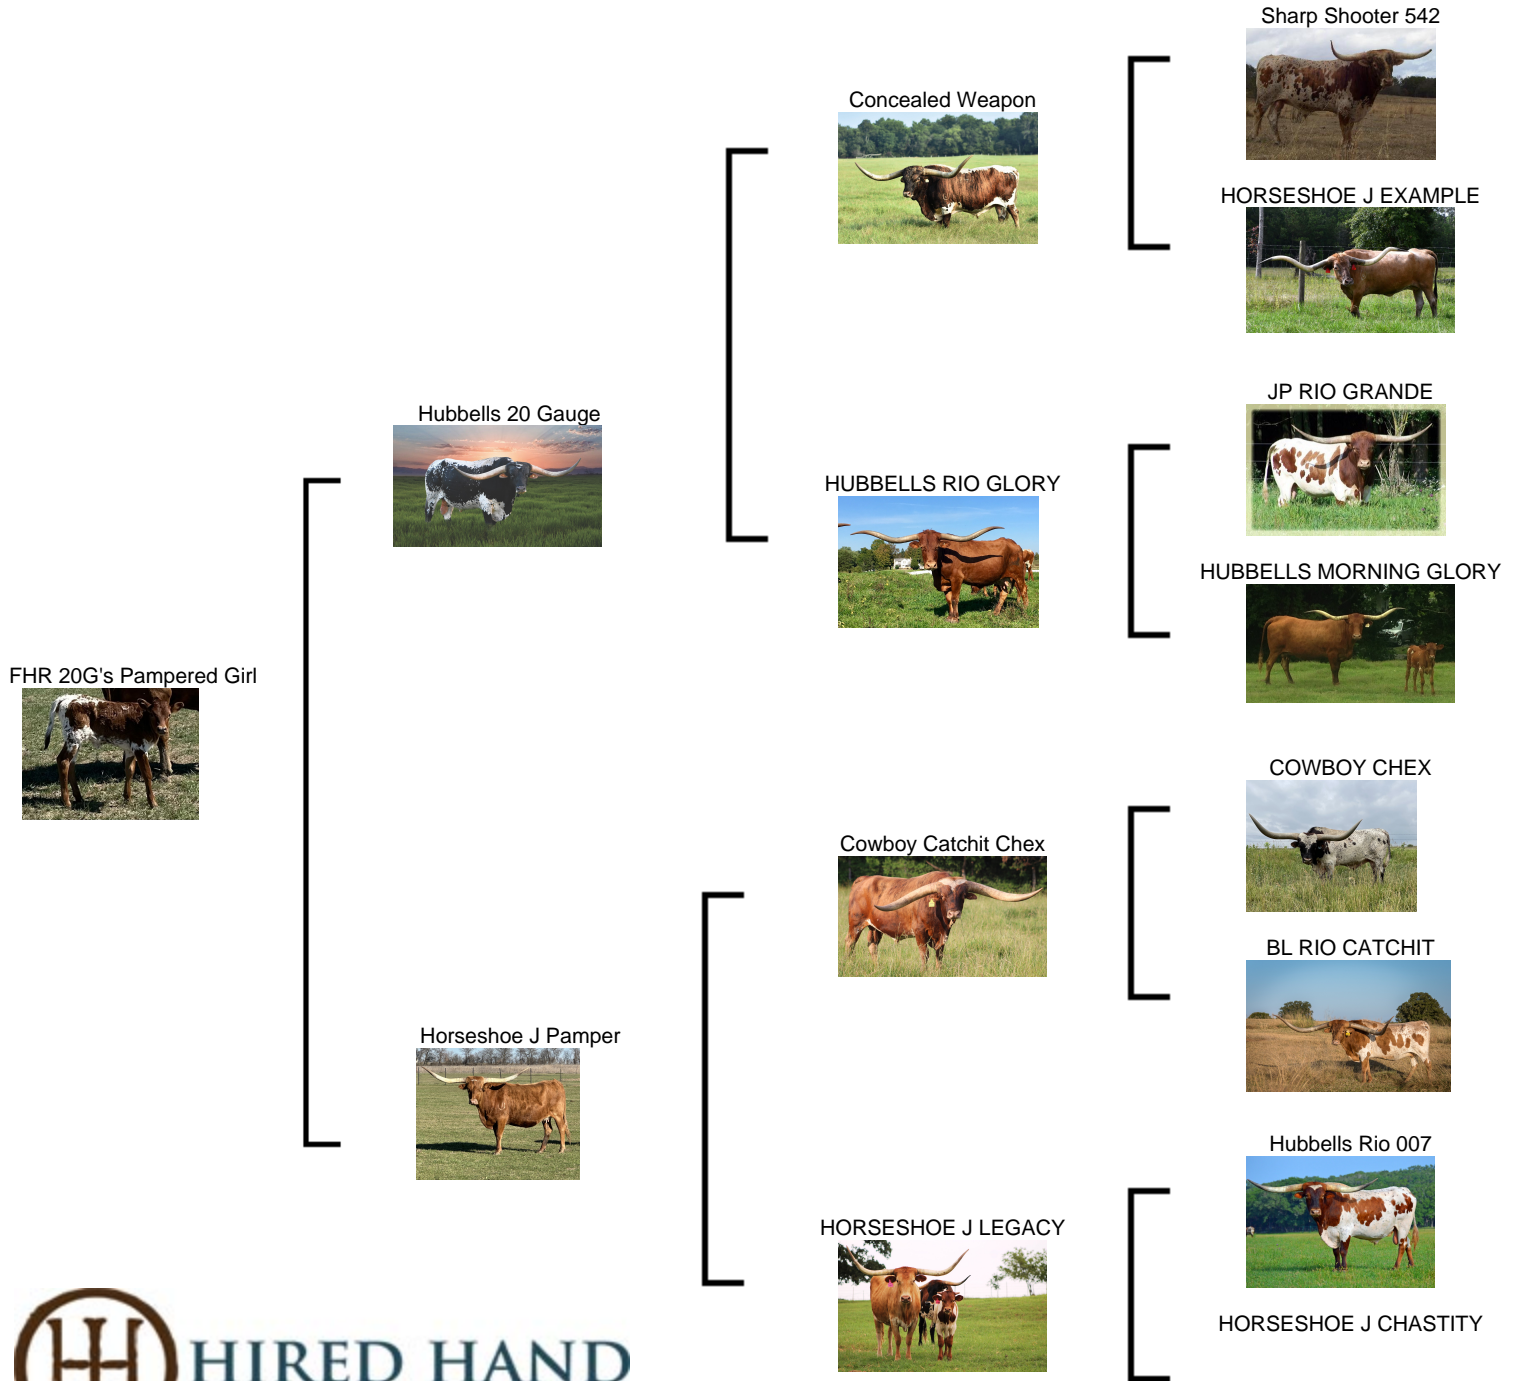 Sharp Shooter 542
Concealed Weapon
HORSESHOE J EXAMPLE
JP RIO GRANDE
Hubbells 20 Gauge
HUBBELLS RIO GLORY
HUBBELLS MORNING GLORY
FHR 20G's Pampered Girl
COWBOY CHEX
Cowboy Catchit Chex
BL RIO CATCHIT
Horseshoe J Pamper
Hubbells Rio 007
HORSESHOE J LEGACY
HORSESHOE J CHASTITY
HIRED HAND